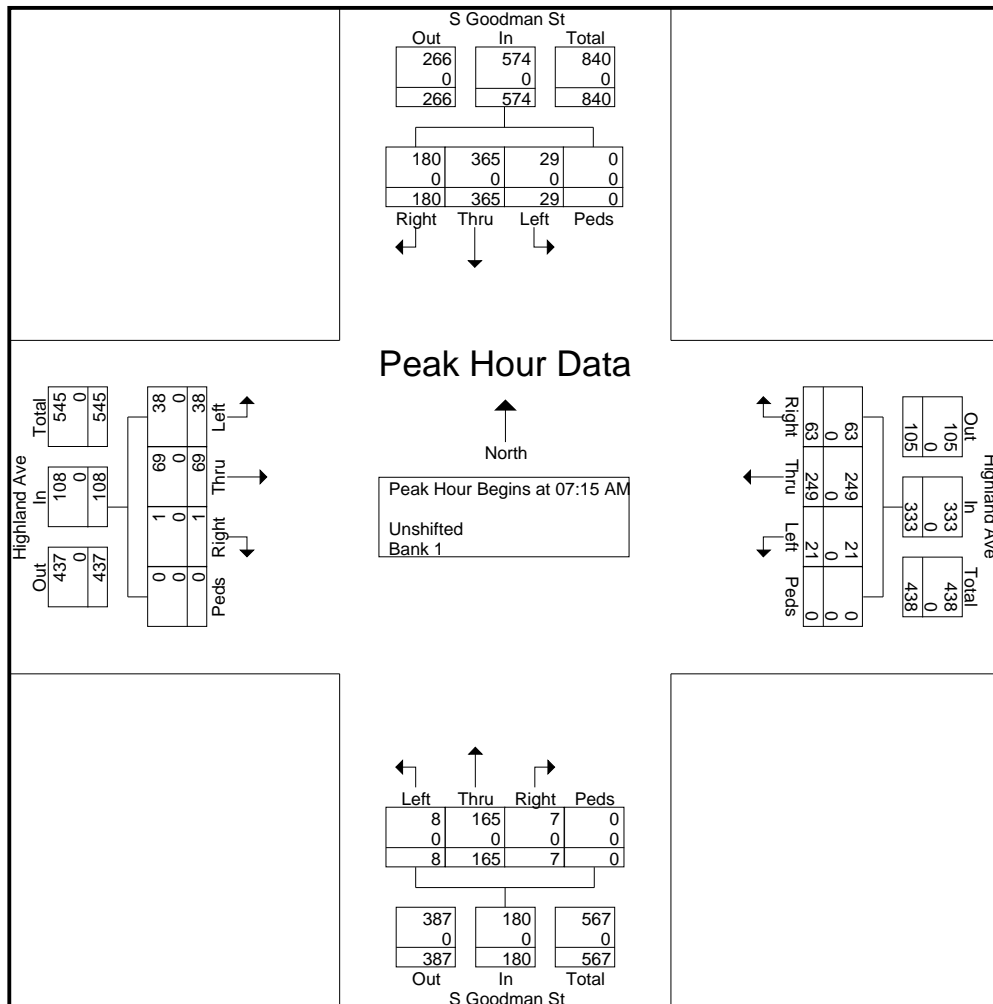 S Goodman St
Out In Total
266 574 840
0 0 0
266 574 840
180 365 29 0
0 0 0 0
180 365 29 0
Right Thru Left Peds
Peak Hour Data
North
Peak Hour Begins at 07:15 AM
Unshifted
Bank 1
Highland Ave
Out In Total
437 108 545
0 0 0
437 108 545
0 1 69 38
0 0 0 0
0 1 69 38
Peds Right Thru Left
Highland Ave
Out In Total
105 333 438
0 0 0
105 333 438
63 249 21 0
0 0 0 0
63 249 21 0
Right Thru Left Peds
Left Thru Right Peds
8 165 7 0
0 0 0 0
8 165 7 0
387 180 567
0 0 0
387 180 567
Out In Total
S Goodman St